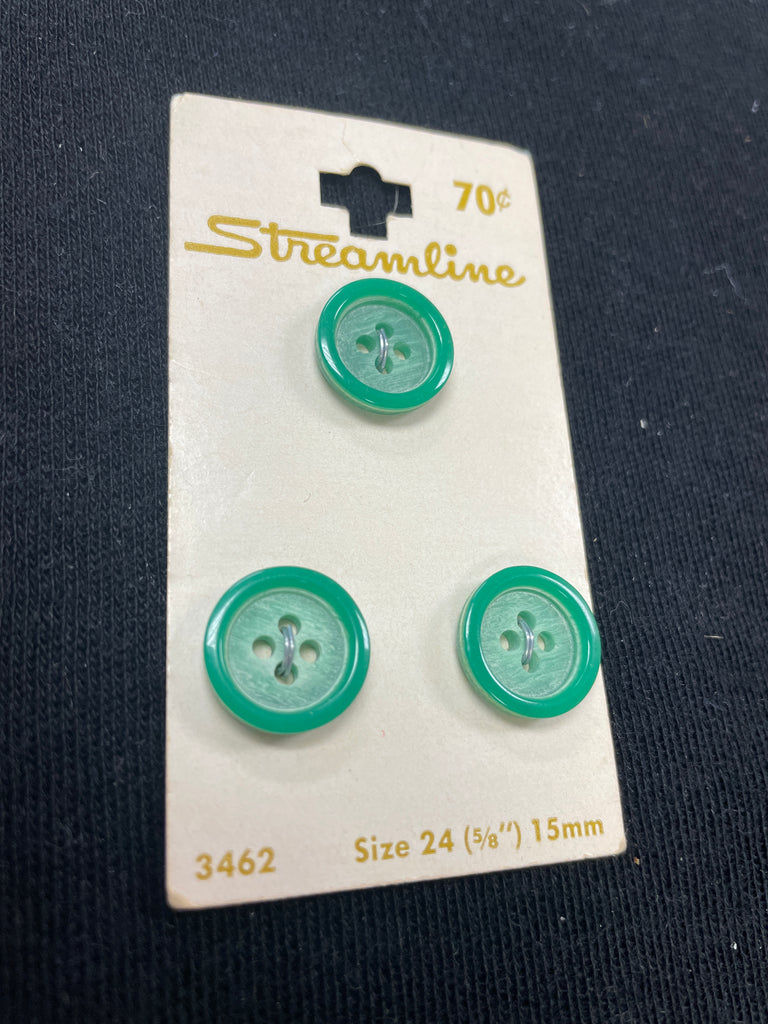 70¢
Streamline
3462
Size 24 (5/8") 15mm